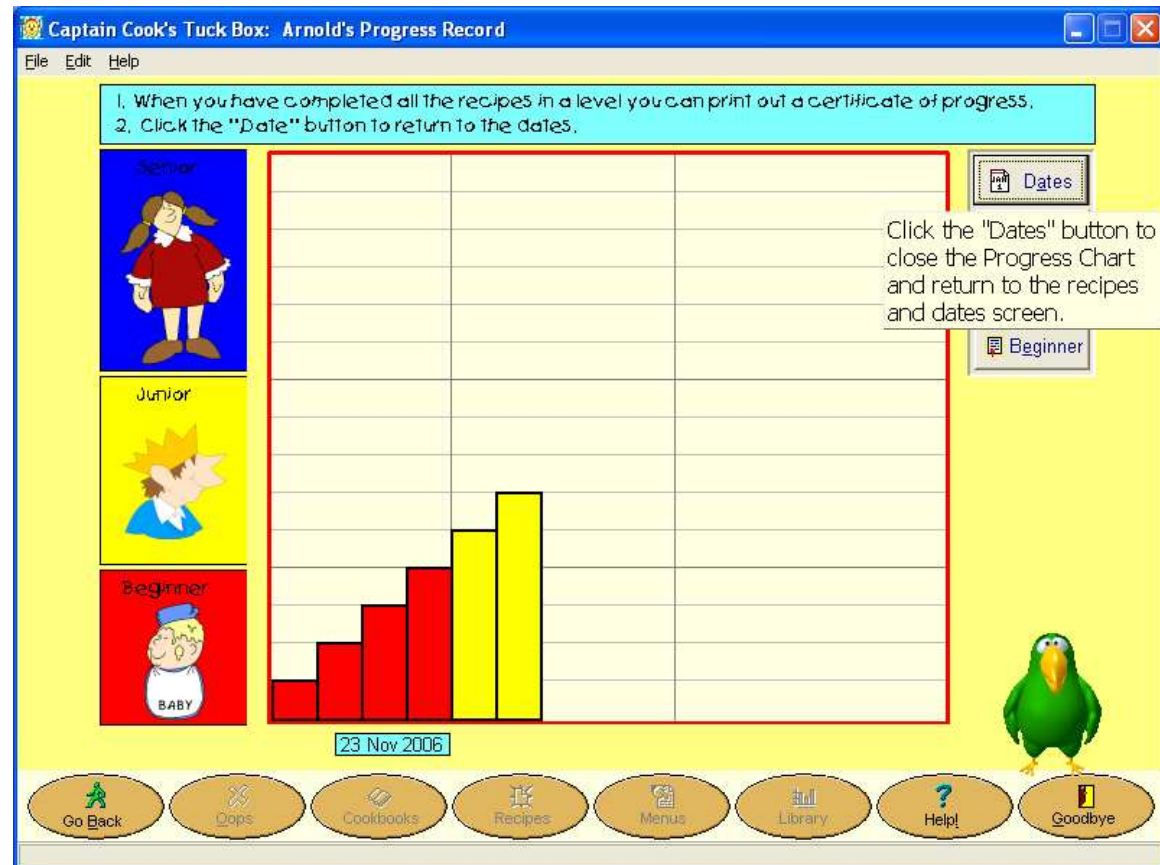 Captain Cook's Tuck Box: Arnold's Progress Record
File Edit Help
1. When you have completed all the recipes in a level you can print out a certificate of progress.
2. Click the "Date" button to return to the dates.
Senior
Dates
Click the "Dates" button to
close the Progress Chart
and return to the recipes
and dates screen.
Beginner
Junior
Beginner
BABY
23 Nov 2006
Go Back
Oops
Cookbooks
Recipes
Menus
Library
Help!
Goodbye